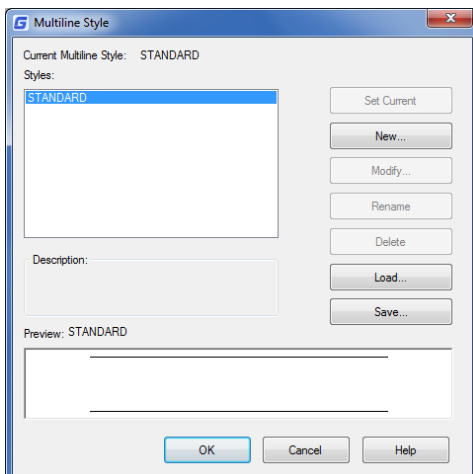 Multiline Style
Current Multiline Style: STANDARD
Styles:
STANDARD
Set Current
New...
Modify...
Rename
Delete
Description:
Load...
Save...
Preview: STANDARD
OK
Cancel
Help